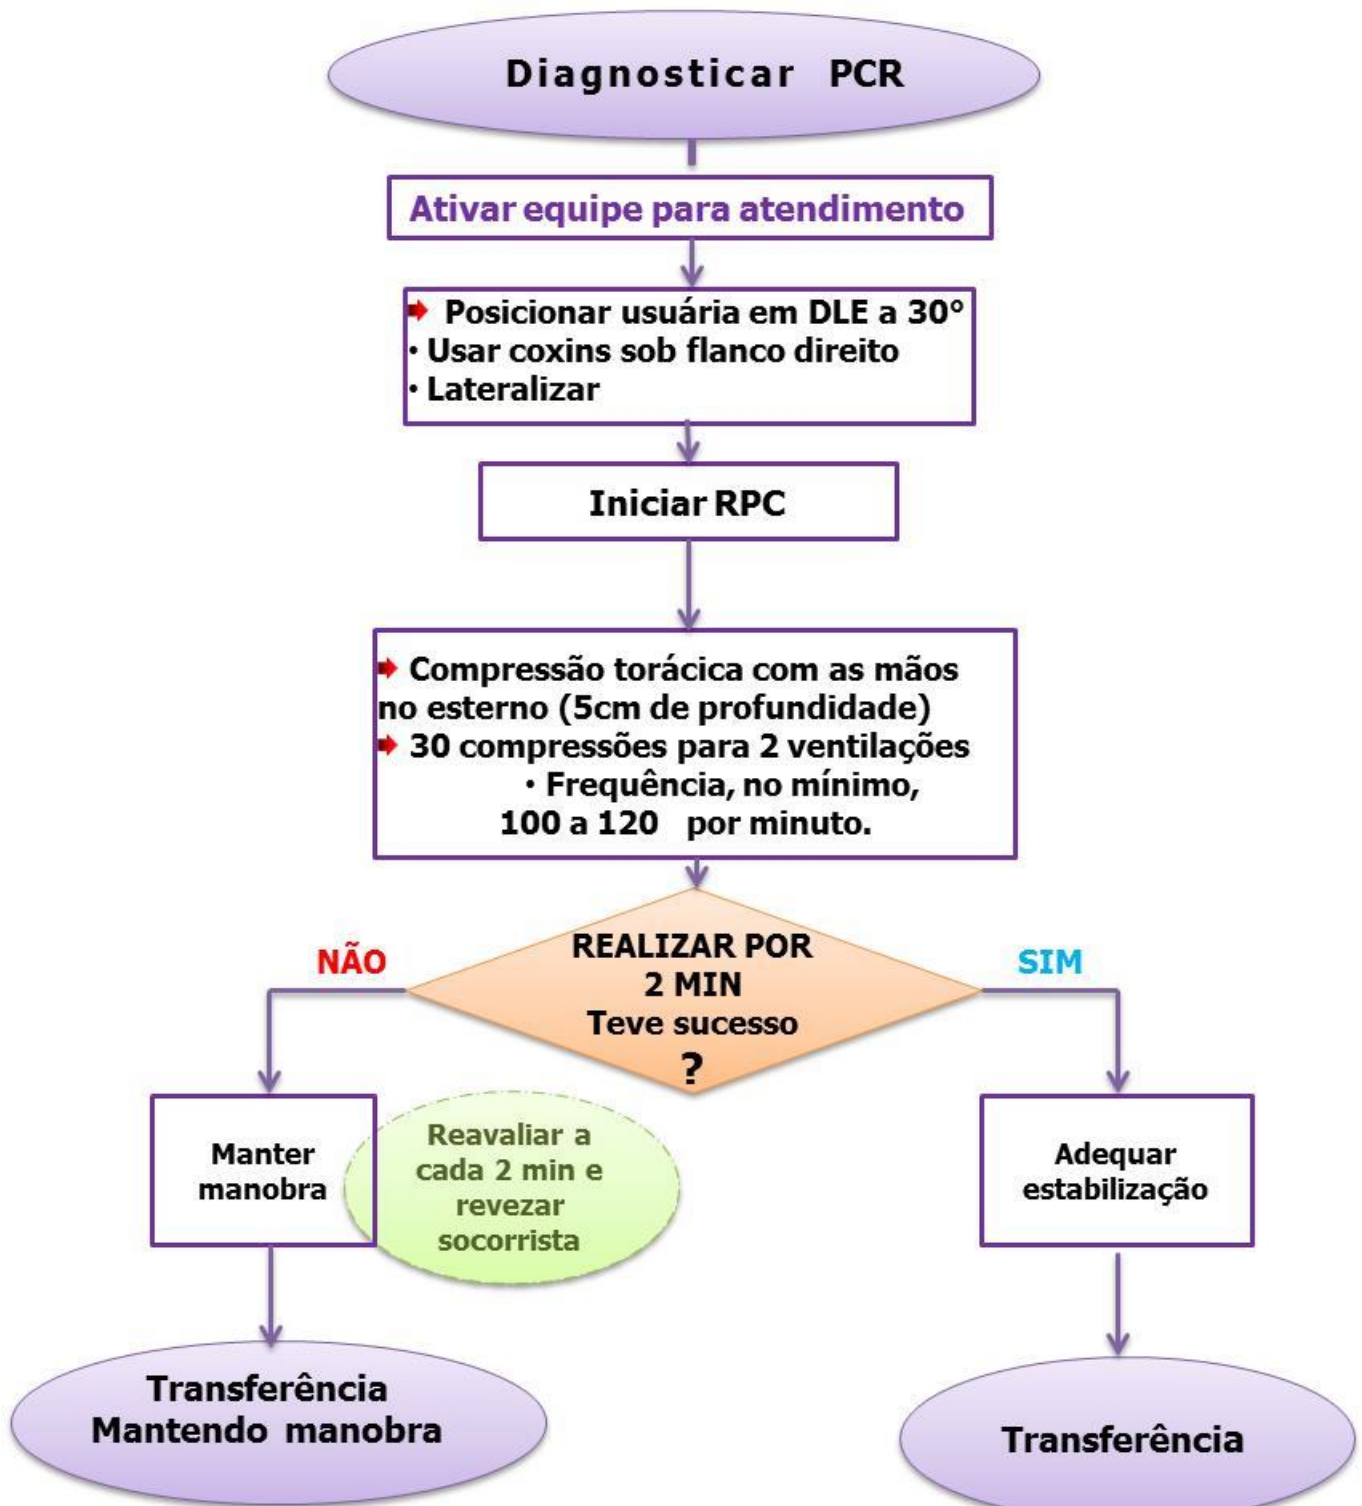 Diagnosticar PCR
Ativar equipe para atendimento
Posicionar usuária em DLE a 30°
• Usar coxins sob flanco direito
• Lateralizar
Iniciar RPC
Compressão torácica com as mãos
no esterno (5cm de profundidade)
30 compressões para 2 ventilações
• Frequência, no mínimo,
100 a 120 por minuto.
REALIZAR POR
2 MIN
Teve sucesso
?
NÃO
SIM
Manter
manobra
Reavaliar a
cada 2 min e
revezar
socorrista
Adequar
estabilização
Transferência
Mantendo manobra
Transferência